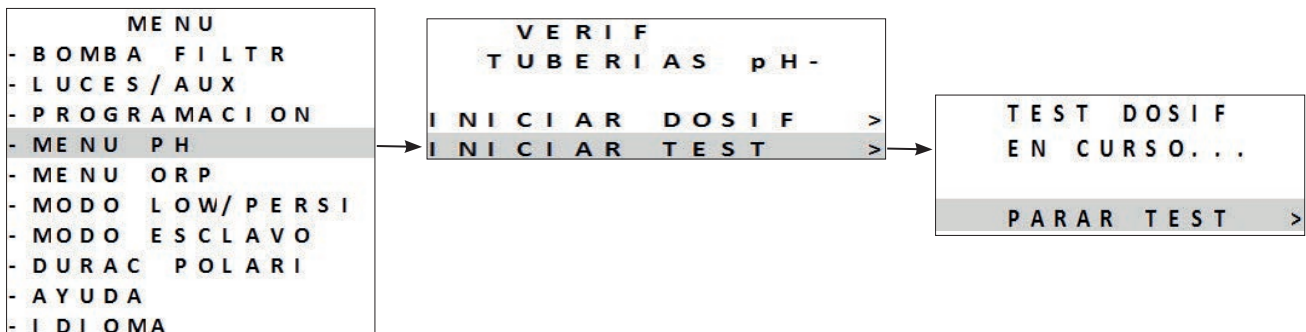 MENU
- BOMBA FILTR
- LUCES/AUX
- PROGRAMACION
- MENU PH
- MENU ORP
- MODO LOW/PERSI
- MODO ESCLAVO
- DURAC POLARI
- AYUDA
- IDIOMA
VERIF
TUBERIAS pH-
INICIAR DOSIF >
INICIAR TEST >
TEST DOSIF
EN CURSO...
PARAR TEST >